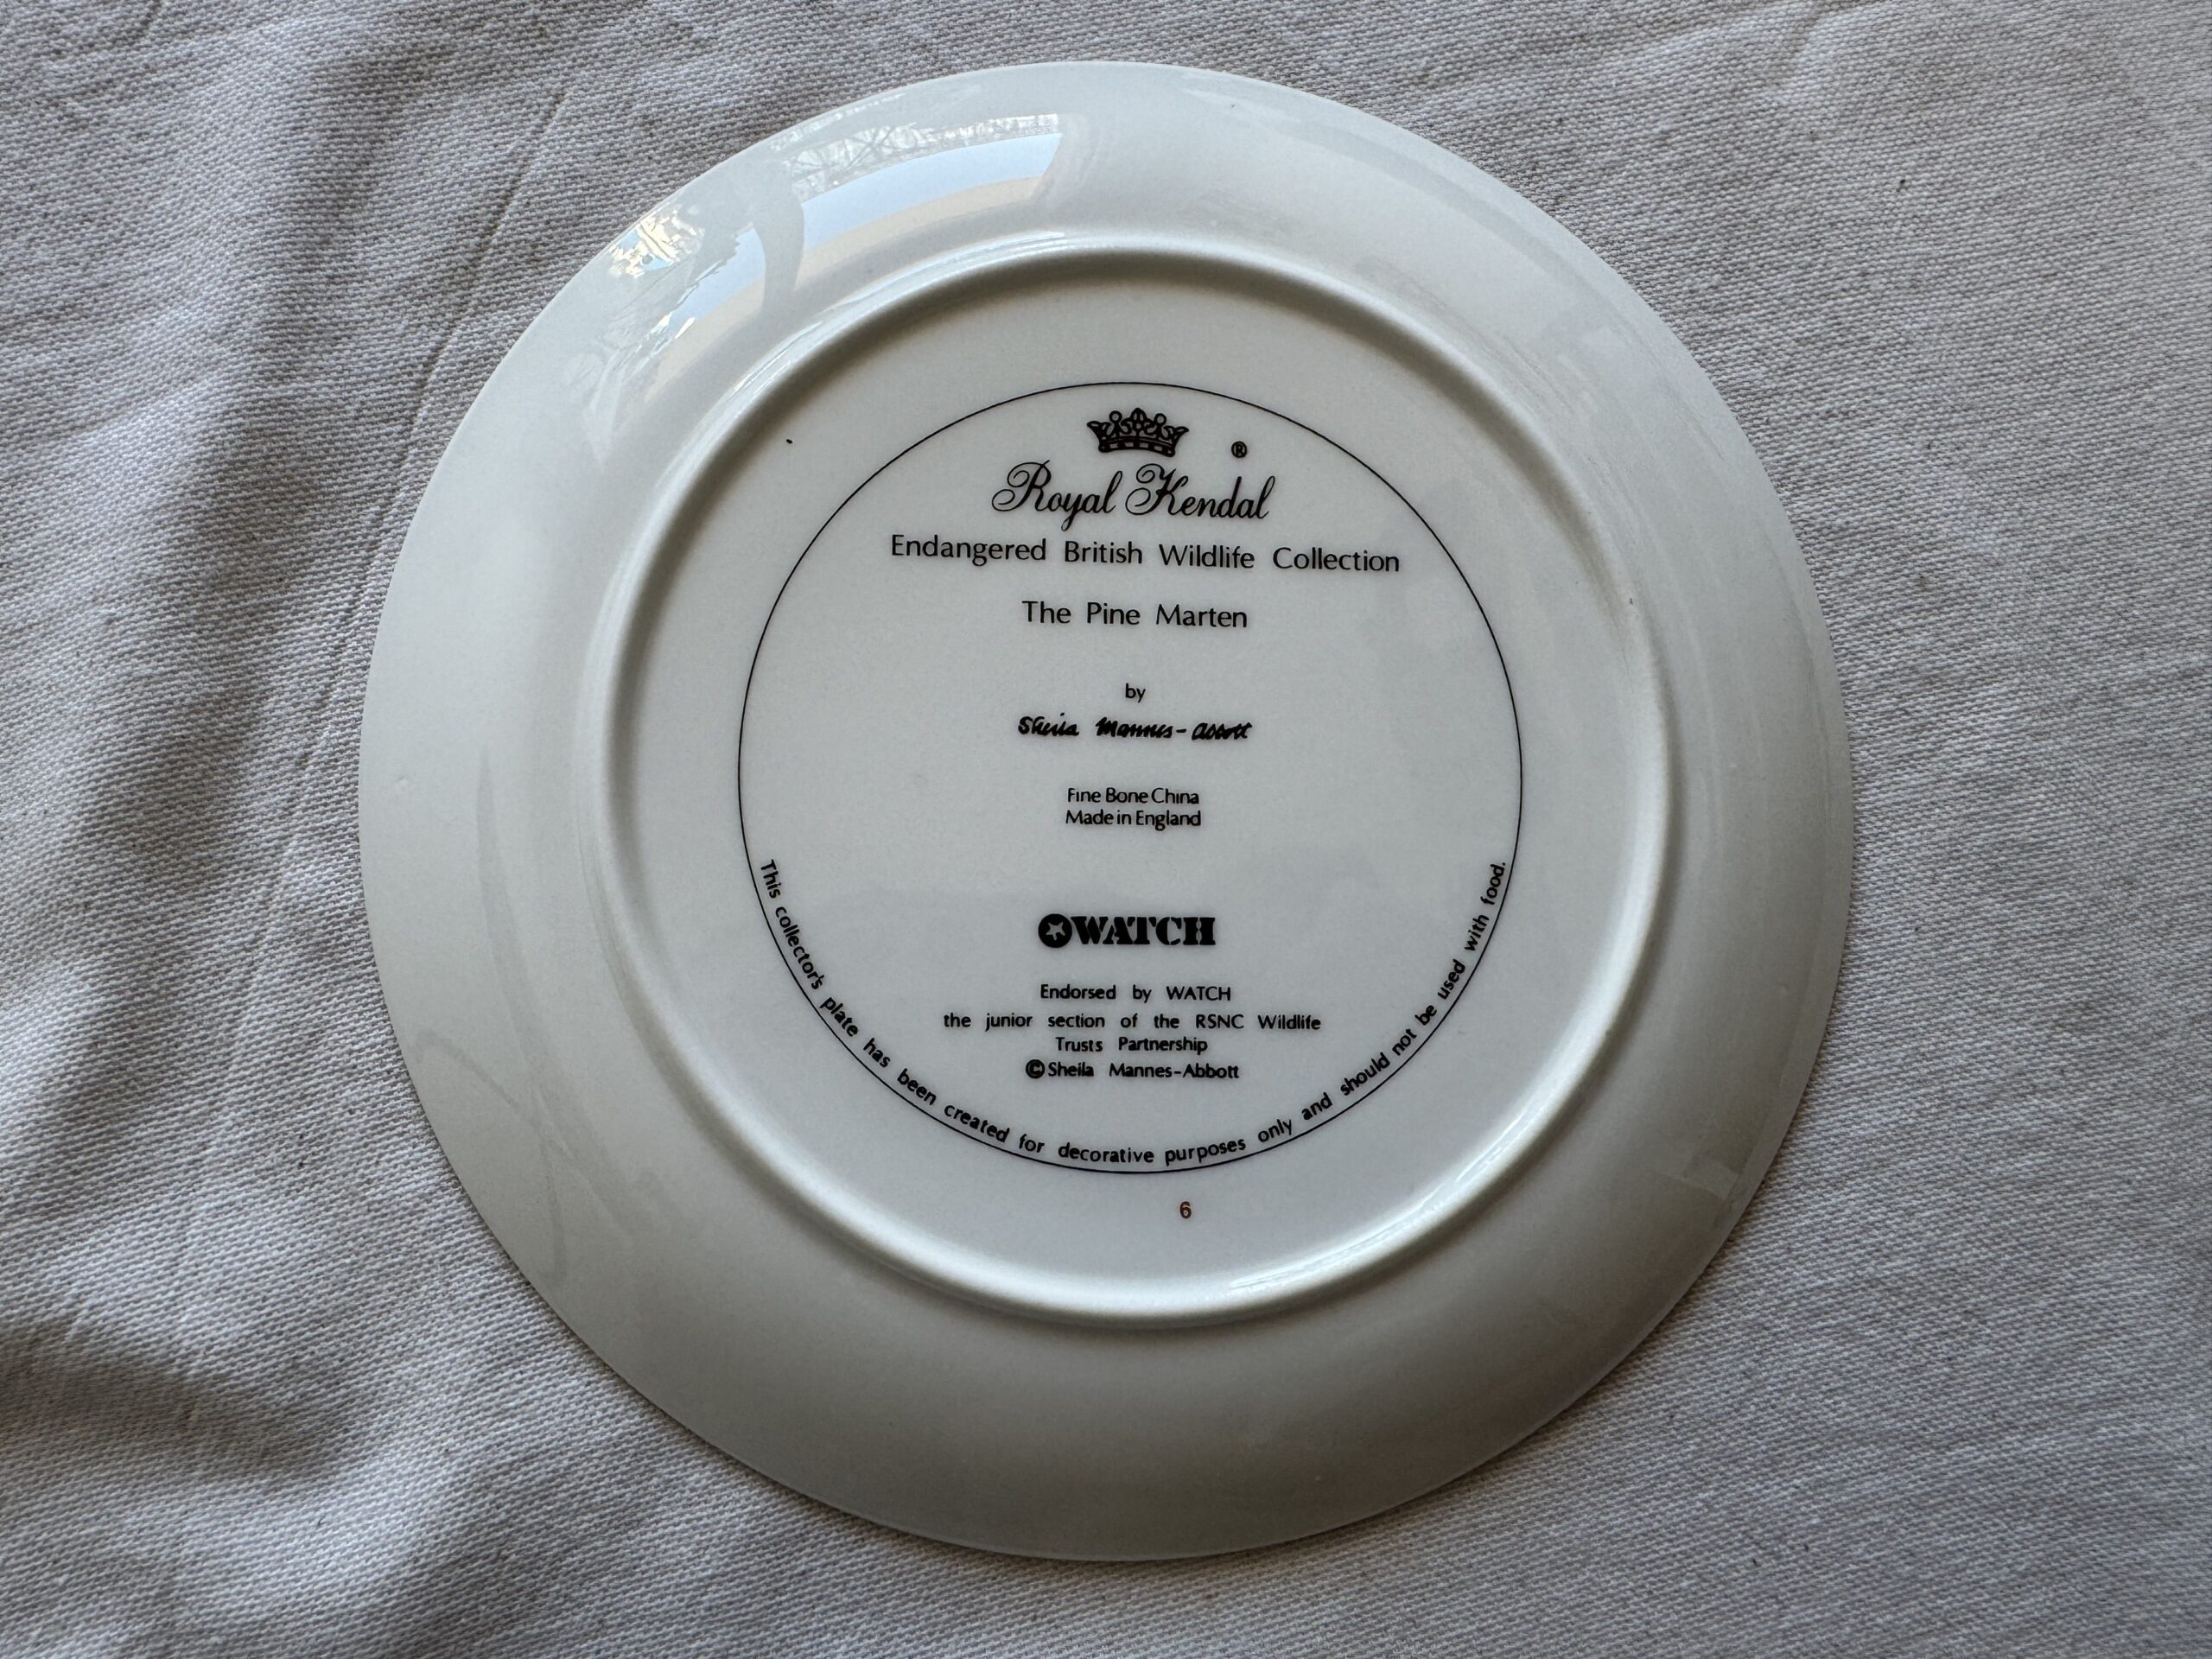 ®
Royal Kendal
Endangered British Wildlife Collection
The Pine Marten
by
Sheila Mannes-Abbott
Fine Bone China
Made in England
WATCH
Endorsed by WATCH
the junior section of the RSNC Wildlife
Trusts Partnership
©Sheila Mannes-Abbott
This collector's plate has been created for decorative purposes only and should not be used with food.
6